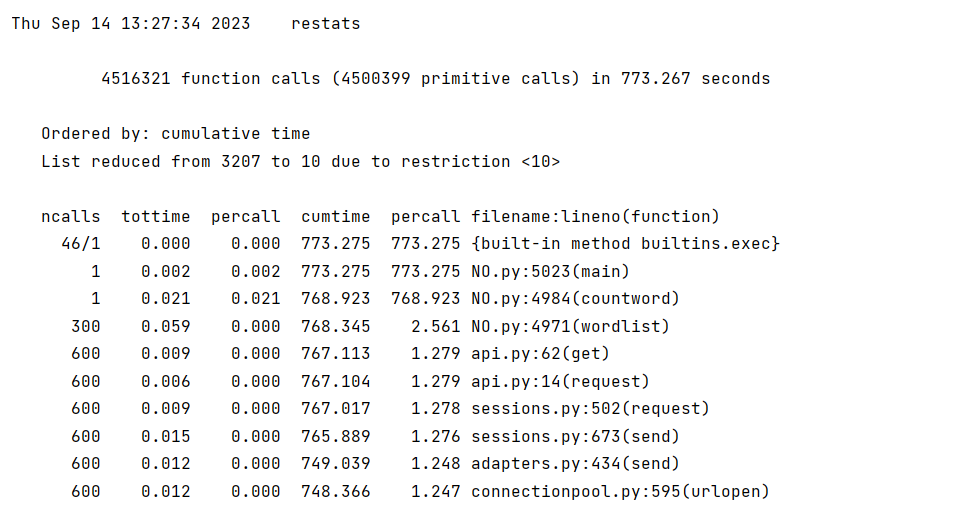 Thu Sep 14 13:27:34 2023    restats
4516321 function calls (4500399 primitive calls) in 773.267 seconds
Ordered by: cumulative time
List reduced from 3207 to 10 due to restriction <10>
ncalls  tottime  percall  cumtime  percall filename:lineno(function)
46/1    0.000    0.000  773.275  773.275 {built-in method builtins.exec}
1    0.002    0.002  773.275  773.275 NO.py:5023(main)
1    0.021    0.021  768.923  768.923 NO.py:4984(countword)
300    0.059    0.000  768.345    2.561 NO.py:4971(wordlist)
600    0.009    0.000  767.113    1.279 api.py:62(get)
600    0.006    0.000  767.104    1.279 api.py:14(request)
600    0.009    0.000  767.017    1.278 sessions.py:502(request)
600    0.015    0.000  765.889    1.276 sessions.py:673(send)
600    0.012    0.000  749.039    1.248 adapters.py:434(send)
600    0.012    0.000  748.366    1.247 connectionpool.py:595(urlopen)